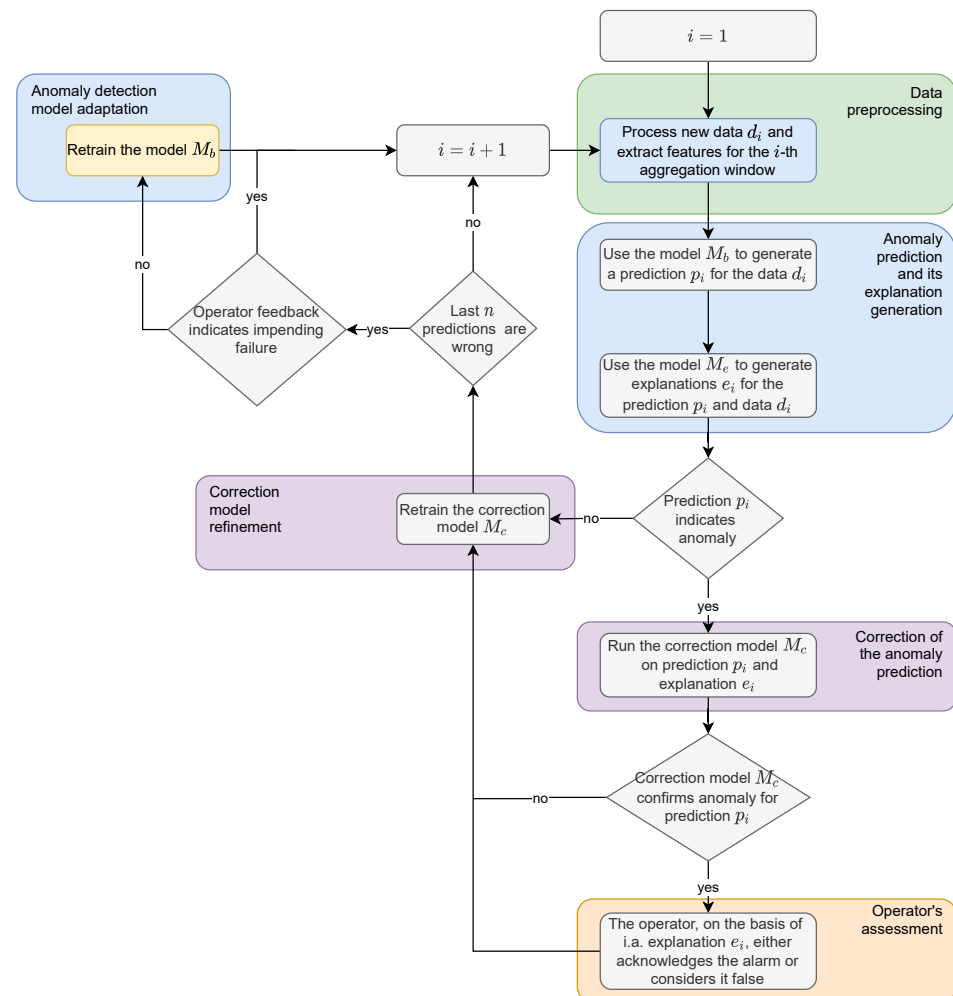 i = 1
Anomaly detection
model adaptation
Retrain the model M_b
i = i + 1
Data
preprocessing
Process new data d_i and
extract features for the i-th
aggregation window
yes
no
no
Anomaly
prediction
and its
explanation
generation
Use the model M_b to generate
a prediction p_i for the data d_i
Operator feedback
indicates impending
failure
yes
Last n
predictions are
wrong
Use the model M_e to generate
explanations e_i for the
prediction p_i and data d_i
Correction
model
refinement
Retrain the correction
model M_c
no
Prediction p_i
indicates
anomaly
yes
Run the correction model M_c
on prediction p_i and
explanation e_i
Correction of
the anomaly
prediction
Correction model M_c
confirms anomaly for
prediction p_i
no
yes
Operator's
assessment
The operator, on the basis of
i.a. explanation e_i, either
acknowledges the alarm or
considers it false